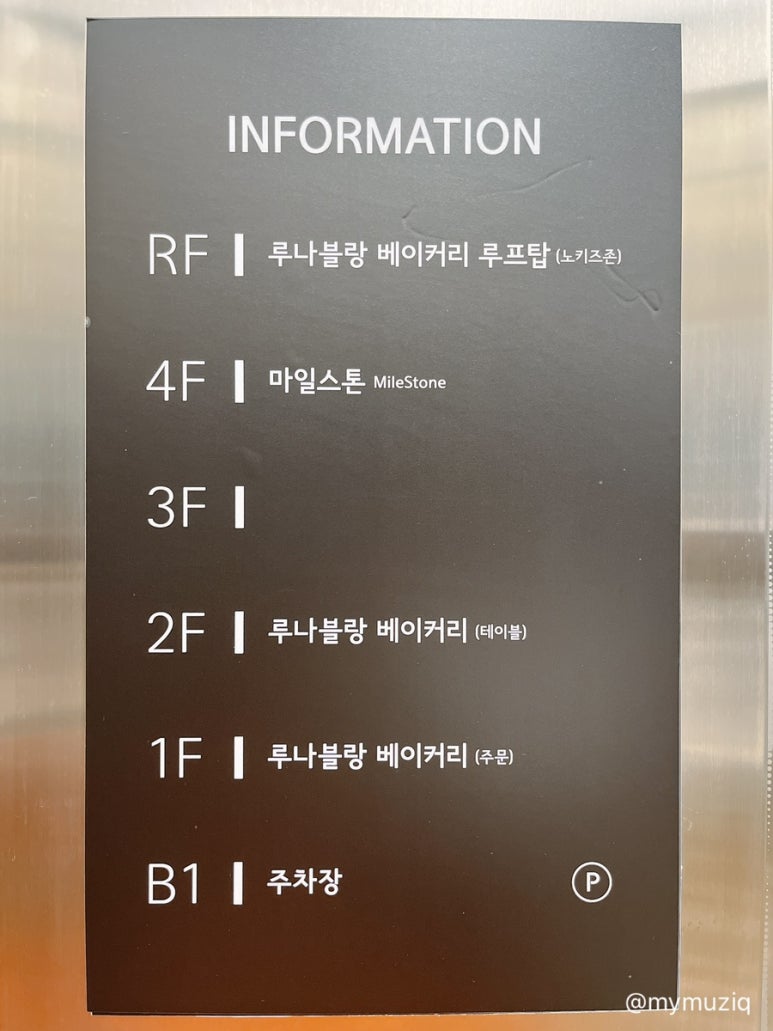 INFORMATION
RF 루나블랑 베이커리 루프탑 (노키즈존)
4F 마일스톤 MileStone
3F
2F 루나블랑 베이커리 (테이블)
1F 루나블랑 베이커리 (주문)
B1 주차장 P
@mymuziq